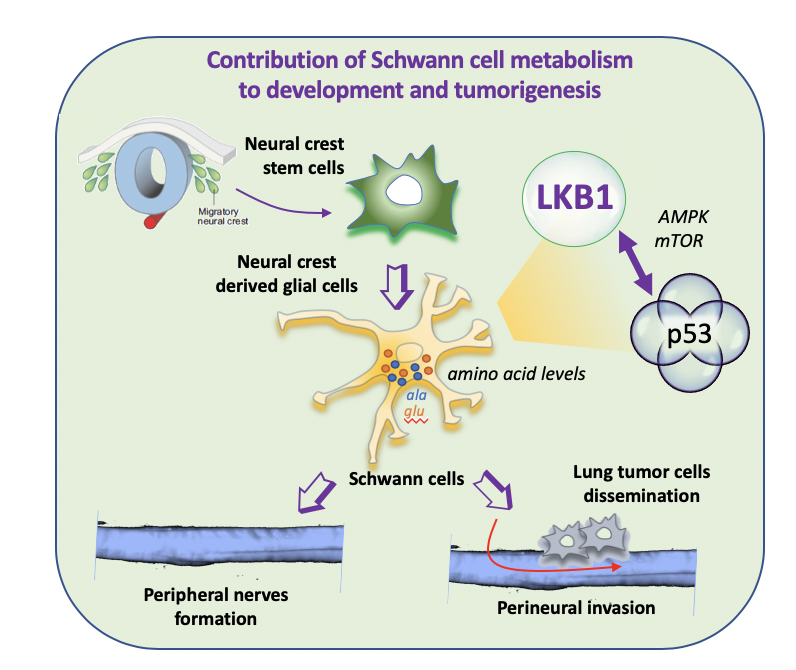 Contribution of Schwann cell metabolism
to development and tumorigenesis
Neural crest
stem cells
Migratory
neural crest
LKB1
AMPK
mTOR
p53
Neural crest
derived glial cells
amino acid levels
ala
glu
Schwann cells
Lung tumor cells
dissemination
Peripheral nerves
formation
Perineural invasion